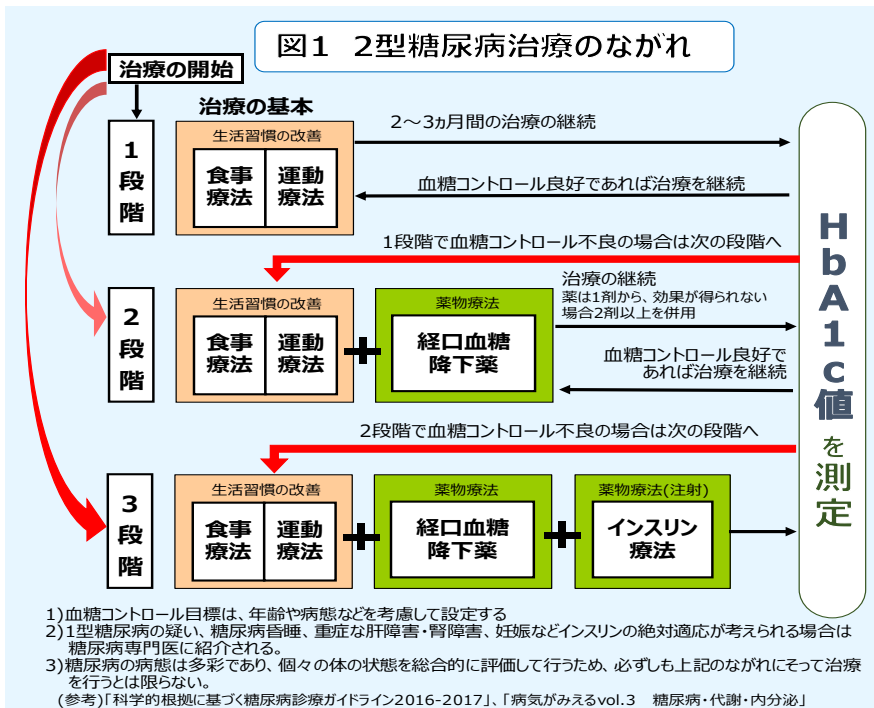 図1 2型糖尿病治療のながれ
治療の開始
治療の基本
1
段
階
生活習慣の改善
食事
療法
運動
療法
2～3ヵ月間の治療の継続
血糖コントロール良好であれば治療を継続
1段階で血糖コントロール不良の場合は次の段階へ
2
段
階
生活習慣の改善
食事
療法
運動
療法
+
薬物療法
経口血糖
降下薬
治療の継続
薬は1剤から、効果が得られない
場合2剤以上を併用
血糖コントロール良好で
あれば治療を継続
2段階で血糖コントロール不良の場合は次の段階へ
3
段
階
生活習慣の改善
食事
療法
運動
療法
+
薬物療法
経口血糖
降下薬
+
薬物療法(注射)
インスリン
療法
H
b
A
1
c
値
を
測
定
1)血糖コントロール目標は、年齢や病態などを考慮して設定する
2)1型糖尿病の疑い、糖尿病昏睡、重症な肝障害・腎障害、妊娠などインスリンの絶対適応が考えられる場合は
糖尿病専門医に紹介される。
3)糖尿病の病態は多彩であり、個々の体の状態を総合的に評価して行うため、必ずしも上記のながれにそって治療
を行うとは限らない。
(参考)「科学的根拠に基づく糖尿病診療ガイドライン2016-2017」、「病気がみえるvol.3 糖尿病・代謝・内分泌」